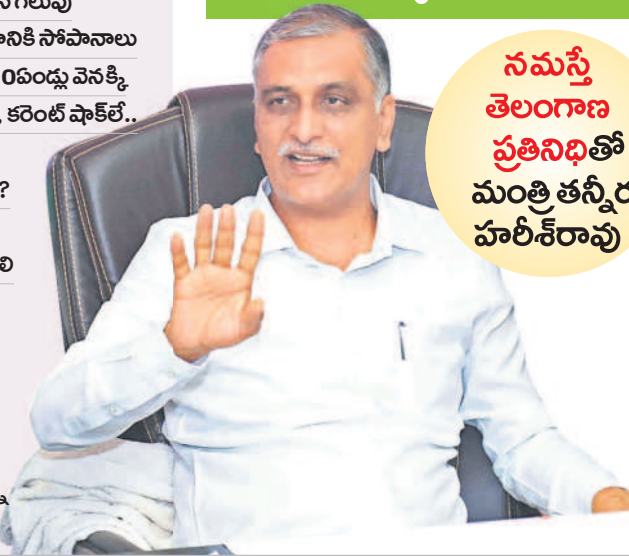 గెలుపు
నికి సోపానాలు
0ఏండ్లు వెనక్కి
, కరెంట్ షాక్‌లే..
?
లి
నమస్తే
తెలంగాణ
ప్రతినిధితో
మంత్రి తన్నీరు
హరీశ్‌రావు